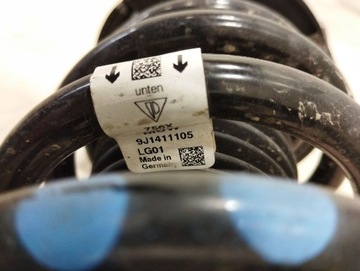 unten
9J1411105
LG01
Made in
Germany